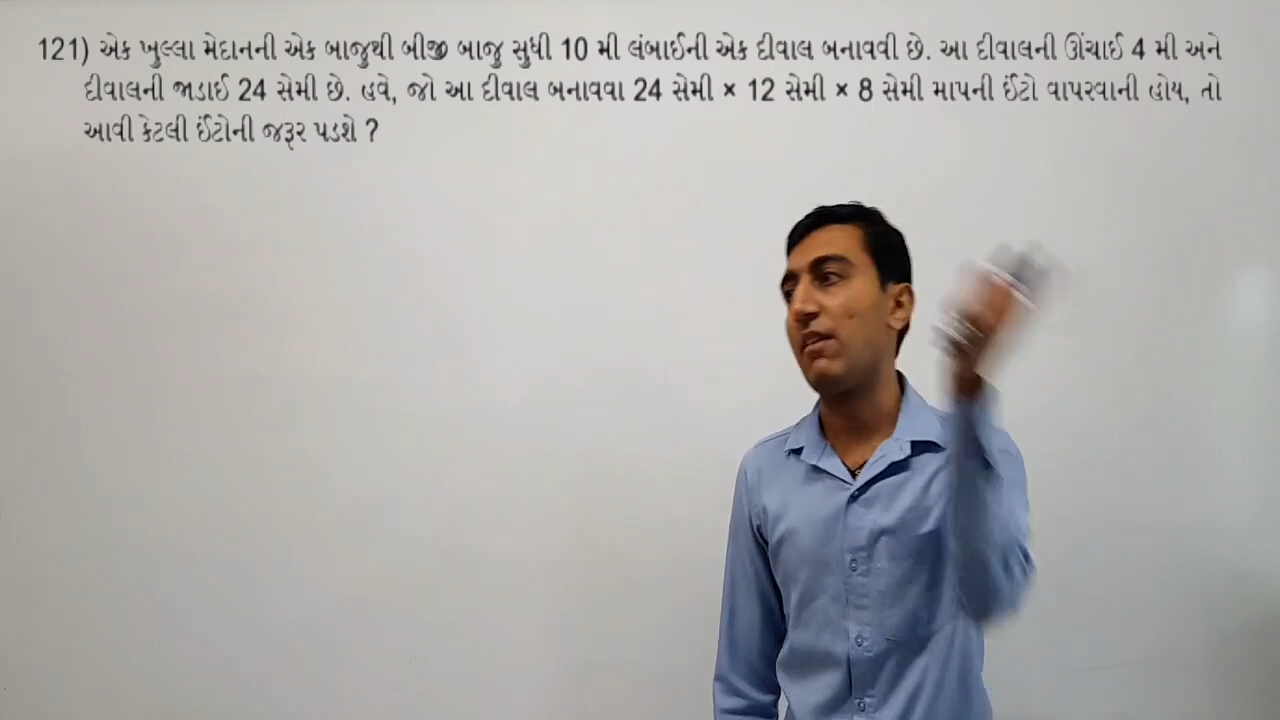 121) એક ખુલ્લા મેદાનની એક બાજુથી બીજી બાજુ સુધી 10 મી લંબાઈની એક દીવાલ બનાવવી છે. આ દીવાલની ઊંચાઈ 4 મી અને
દીવાલની જાડાઈ 24 સેમી છે. હવે, જો આ દીવાલ બનાવવા 24 સેમી × 12 સેમી × 8 સેમી માપની ઈંટો વાપરવાની હોય, તો
આવી કેટલી ઈંટોની જરૂર પડશે ?